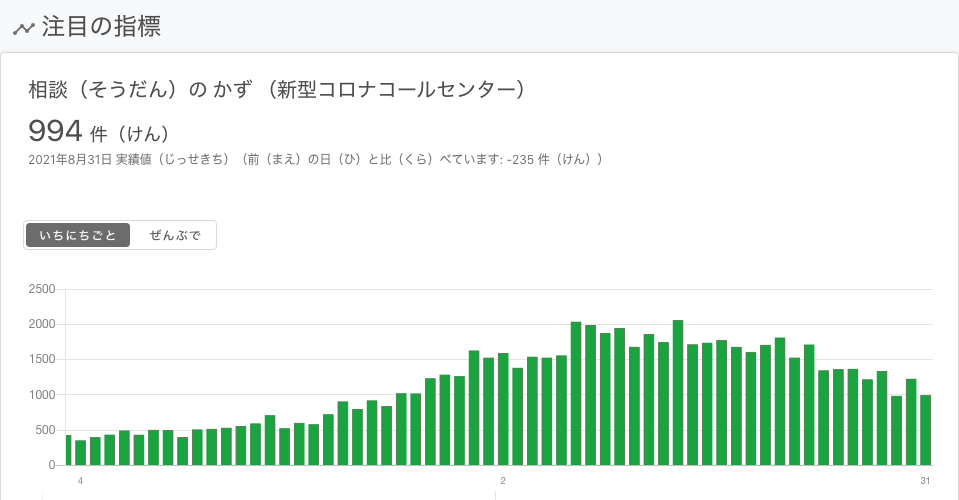 注目の指標
相談（そうだん）の かず （新型コロナコールセンター）
994 件（けん）
2021年8月31日 実績値（じっせきち）（前（まえ）の日（ひ）と比（くら）べています: -235 件（けん））
いちにちごと ぜんぶで
2500
2000
1500
1000
500
0
4 2 31